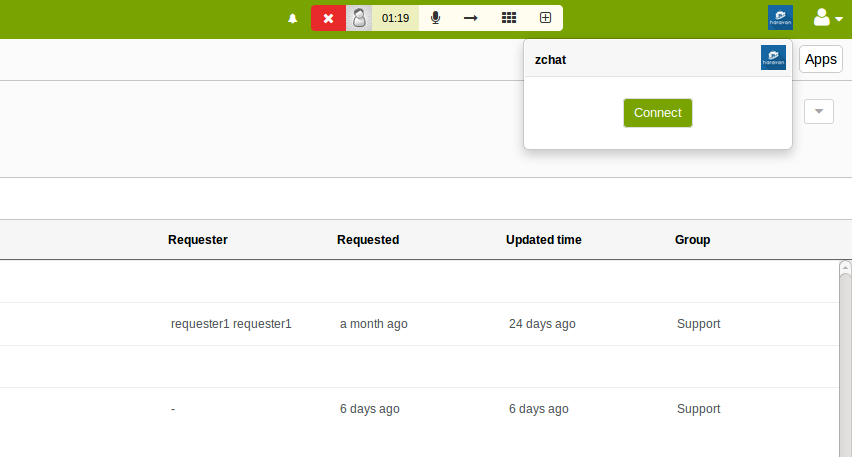 01:19
haravan
zchat
haravan
Apps
Connect
Requester Requested Updated time Group
requester1 requester1 a month ago 24 days ago Support
- 6 days ago 6 days ago Support